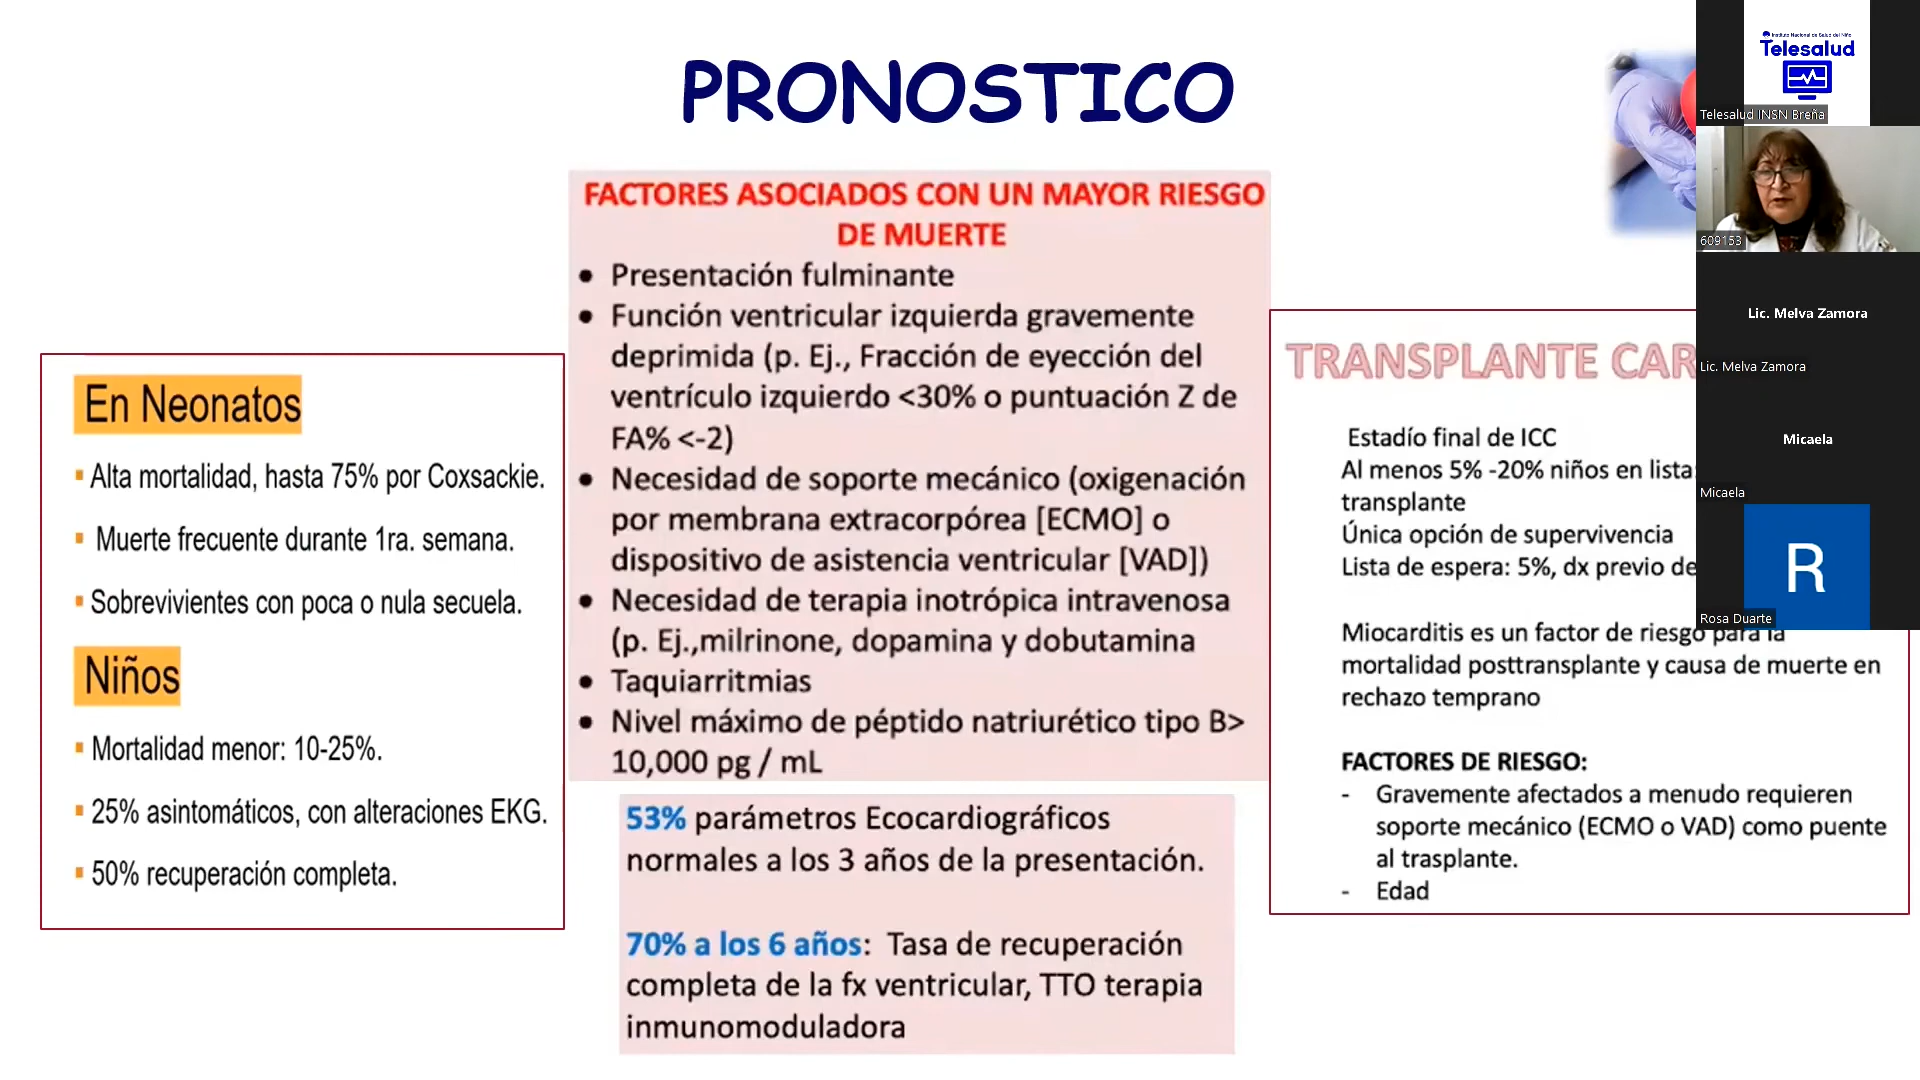 PRONOSTICO
En Neonatos
▪ Alta mortalidad, hasta 75% por Coxsackie.
▪ Muerte frecuente durante 1ra. semana.
▪ Sobrevivientes con poca o nula secuela.
Niños
▪ Mortalidad menor: 10-25%.
▪ 25% asintomáticos, con alteraciones EKG.
▪ 50% recuperación completa.
FACTORES ASOCIADOS CON UN MAYOR RIESGO
DE MUERTE
• Presentación fulminante
• Función ventricular izquierda gravemente
deprimida (p. Ej., Fracción de eyección del
ventrículo izquierdo <30% o puntuación Z de
FA% <-2)
• Necesidad de soporte mecánico (oxigenación
por membrana extracorpórea [ECMO] o
dispositivo de asistencia ventricular [VAD])
• Necesidad de terapia inotrópica intravenosa
(p. Ej.,milrinone, dopamina y dobutamina
• Taquiarritmias
• Nivel máximo de péptido natriurético tipo B>
10,000 pg / mL
53% parámetros Ecocardiográficos
normales a los 3 años de la presentación.
70% a los 6 años: Tasa de recuperación
completa de la fx ventricular, TTO terapia
inmunomoduladora
TRANSPLANTE CAR
Estadío final de ICC
Al menos 5% -20% niños en lista
transplante
Única opción de supervivencia
Lista de espera: 5%, dx previo de
Miocarditis es un factor de riesgo para la
mortalidad posttransplante y causa de muerte en
rechazo temprano
FACTORES DE RIESGO:
- Gravemente afectados a menudo requieren
soporte mecánico (ECMO o VAD) como puente
al trasplante.
- Edad
Instituto Nacional de Salud del Niño
Telesalud
Telesalud INSN Breña
609153
Lic. Melva Zamora
Lic. Melva Zamora
Micaela
Micaela
R
Rosa Duarte